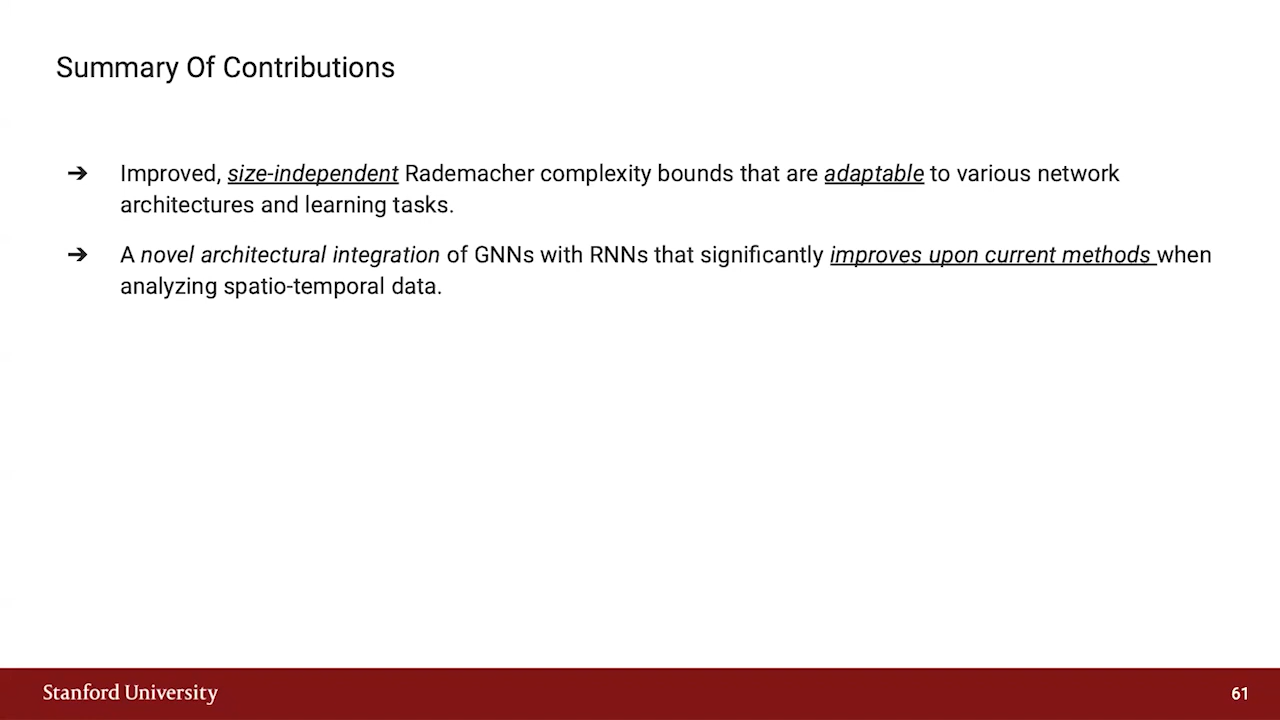 Summary Of Contributions
➔ Improved, size-independent Rademacher complexity bounds that are adaptable to various network
architectures and learning tasks.
➔ A novel architectural integration of GNNs with RNNs that significantly improves upon current methods when
analyzing spatio-temporal data.
Stanford University
61